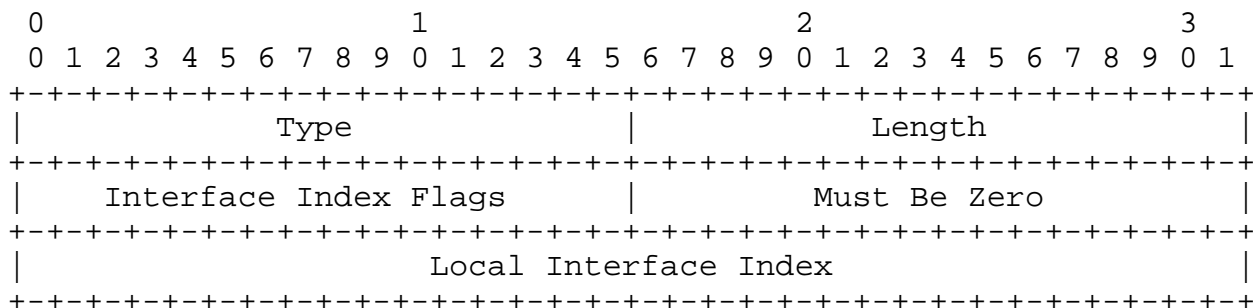 0                   1                   2                   3
 0 1 2 3 4 5 6 7 8 9 0 1 2 3 4 5 6 7 8 9 0 1 2 3 4 5 6 7 8 9 0 1
+-+-+-+-+-+-+-+-+-+-+-+-+-+-+-+-+-+-+-+-+-+-+-+-+-+-+-+-+-+-+-+-+
|             Type              |            Length             |
+-+-+-+-+-+-+-+-+-+-+-+-+-+-+-+-+-+-+-+-+-+-+-+-+-+-+-+-+-+-+-+-+
|    Interface Index Flags      |         Must Be Zero          |
+-+-+-+-+-+-+-+-+-+-+-+-+-+-+-+-+-+-+-+-+-+-+-+-+-+-+-+-+-+-+-+-+
|                     Local Interface Index                     |
+-+-+-+-+-+-+-+-+-+-+-+-+-+-+-+-+-+-+-+-+-+-+-+-+-+-+-+-+-+-+-+-+